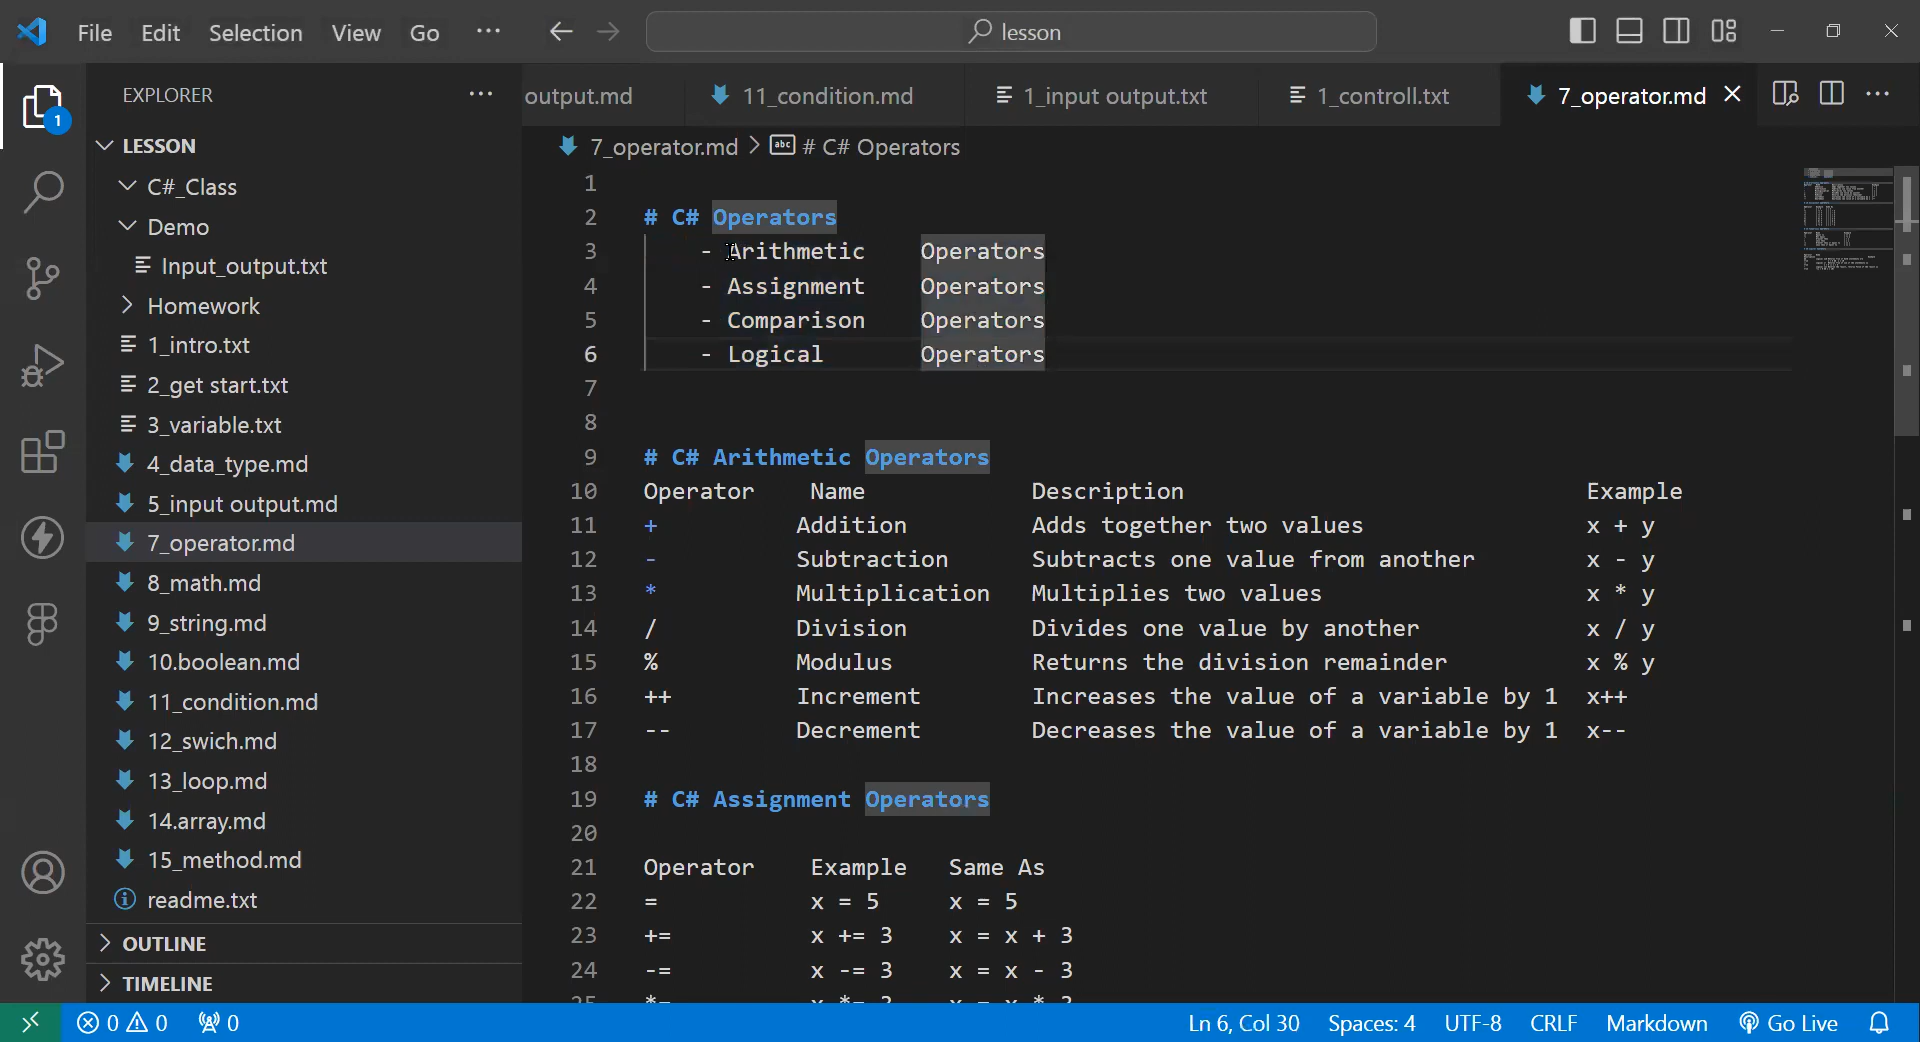 File Edit Selection View Go ··· lesson
EXPLORER ···
1
LESSON
C#_Class
Demo
Input_output.txt
Homework
1_intro.txt
2_get start.txt
3_variable.txt
4_data_type.md
5_input output.md
7_operator.md
8_math.md
9_string.md
10.boolean.md
11_condition.md
12_swich.md
13_loop.md
14.array.md
15_method.md
readme.txt
OUTLINE
TIMELINE
output.md 11_condition.md 1_input output.txt 1_controll.txt 7_operator.md ···
7_operator.md > abc # C# Operators
1
2 # C# Operators
3 - Arithmetic Operators
4 - Assignment Operators
5 - Comparison Operators
6 - Logical Operators
7
8
9 # C# Arithmetic Operators
10 Operator Name Description Example
11 + Addition Adds together two values x + y
12 - Subtraction Subtracts one value from another x - y
13 * Multiplication Multiplies two values x * y
14 / Division Divides one value by another x / y
15 % Modulus Returns the division remainder x % y
16 ++ Increment Increases the value of a variable by 1 x++
17 -- Decrement Decreases the value of a variable by 1 x--
18
19 # C# Assignment Operators
20
21 Operator Example Same As
22 = x = 5 x = 5
23 += x += 3 x = x + 3
24 -= x -= 3 x = x - 3
25 *= x *= 3 x = x * 3
0 0 0 Ln 6, Col 30 Spaces: 4 UTF-8 CRLF Markdown Go Live